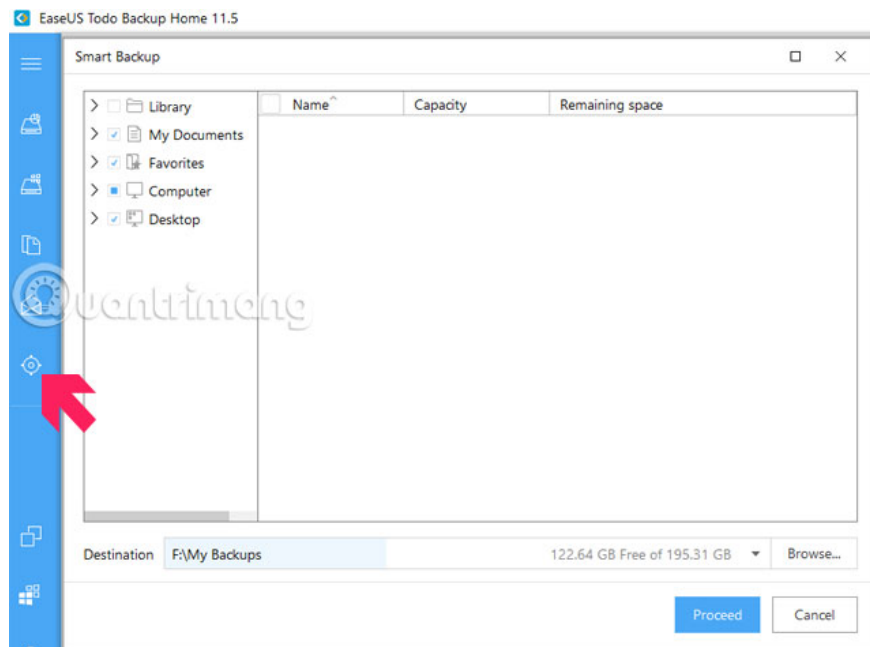 EaseUS Todo Backup Home 11.5
Smart Backup
Library
My Documents
Favorites
Computer
Desktop
Name Capacity Remaining space
Quantrimang
Destination F:\My Backups 122.64 GB Free of 195.31 GB Browse...
Proceed Cancel